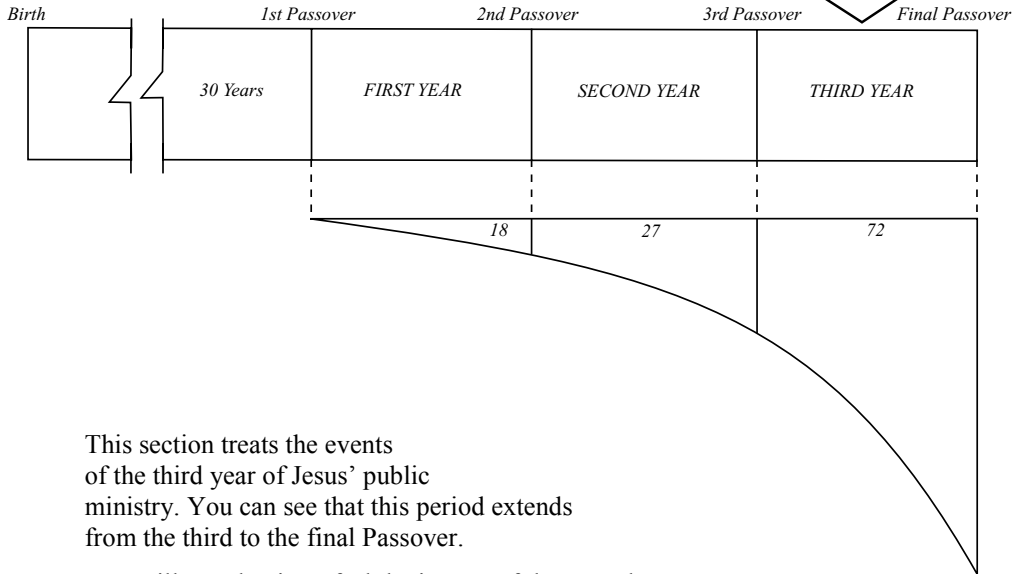 Birth 1st Passover 2nd Passover 3rd Passover Final Passover
30 Years FIRST YEAR SECOND YEAR THIRD YEAR
18 27 72
This section treats the events
of the third year of Jesus’ public
ministry. You can see that this period extends
from the third to the final Passover.